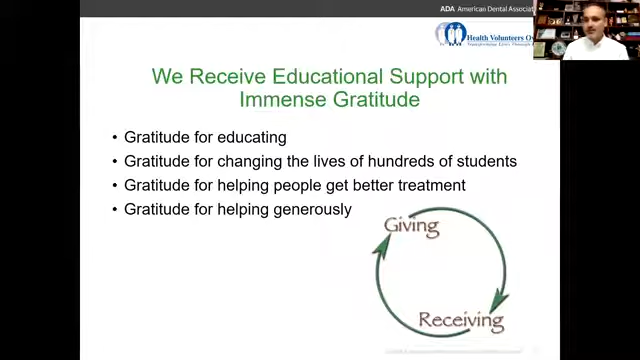 ADA American Dental Associat
Health Volunteers O
We Receive Educational Support with
Immense Gratitude
• Gratitude for educating
• Gratitude for changing the lives of hundreds of students
• Gratitude for helping people get better treatment
• Gratitude for helping generously
Giving
Receiving